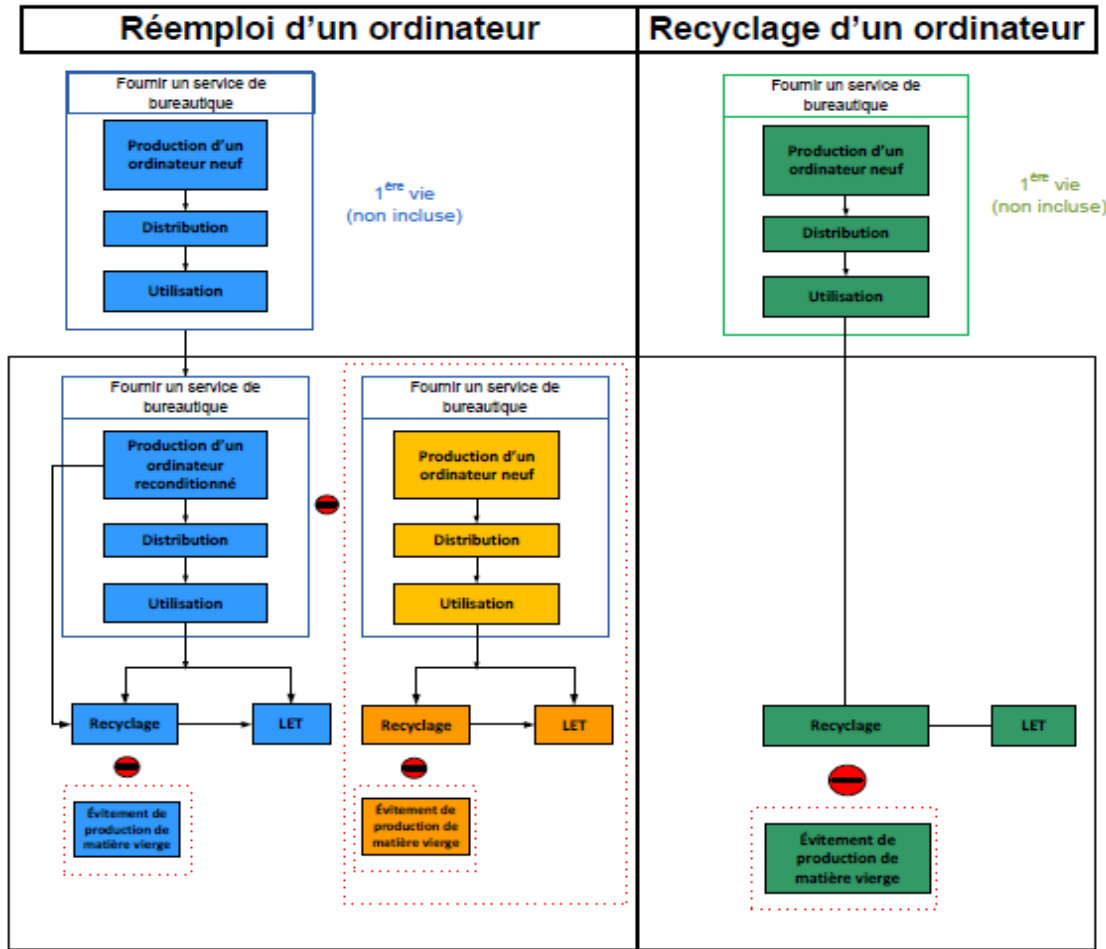 Réemploi d'un ordinateur
Recyclage d'un ordinateur
Fournir un service de
bureautique
Production d'un
ordinateur neuf
Distribution
Utilisation
1ère vie
(non incluse)
Fournir un service de
bureautique
Production d'un
ordinateur neuf
Distribution
Utilisation
1ère vie
(non incluse)
Fournir un service de
bureautique
Production d'un
ordinateur
reconditionné
Distribution
Utilisation
Recyclage
LET
Évitement de
production de
matière vierge
Fournir un service de
bureautique
Production d'un
ordinateur neuf
Distribution
Utilisation
Recyclage
LET
Évitement de
production de
matière vierge
Recyclage
LET
Évitement de
production de
matière vierge